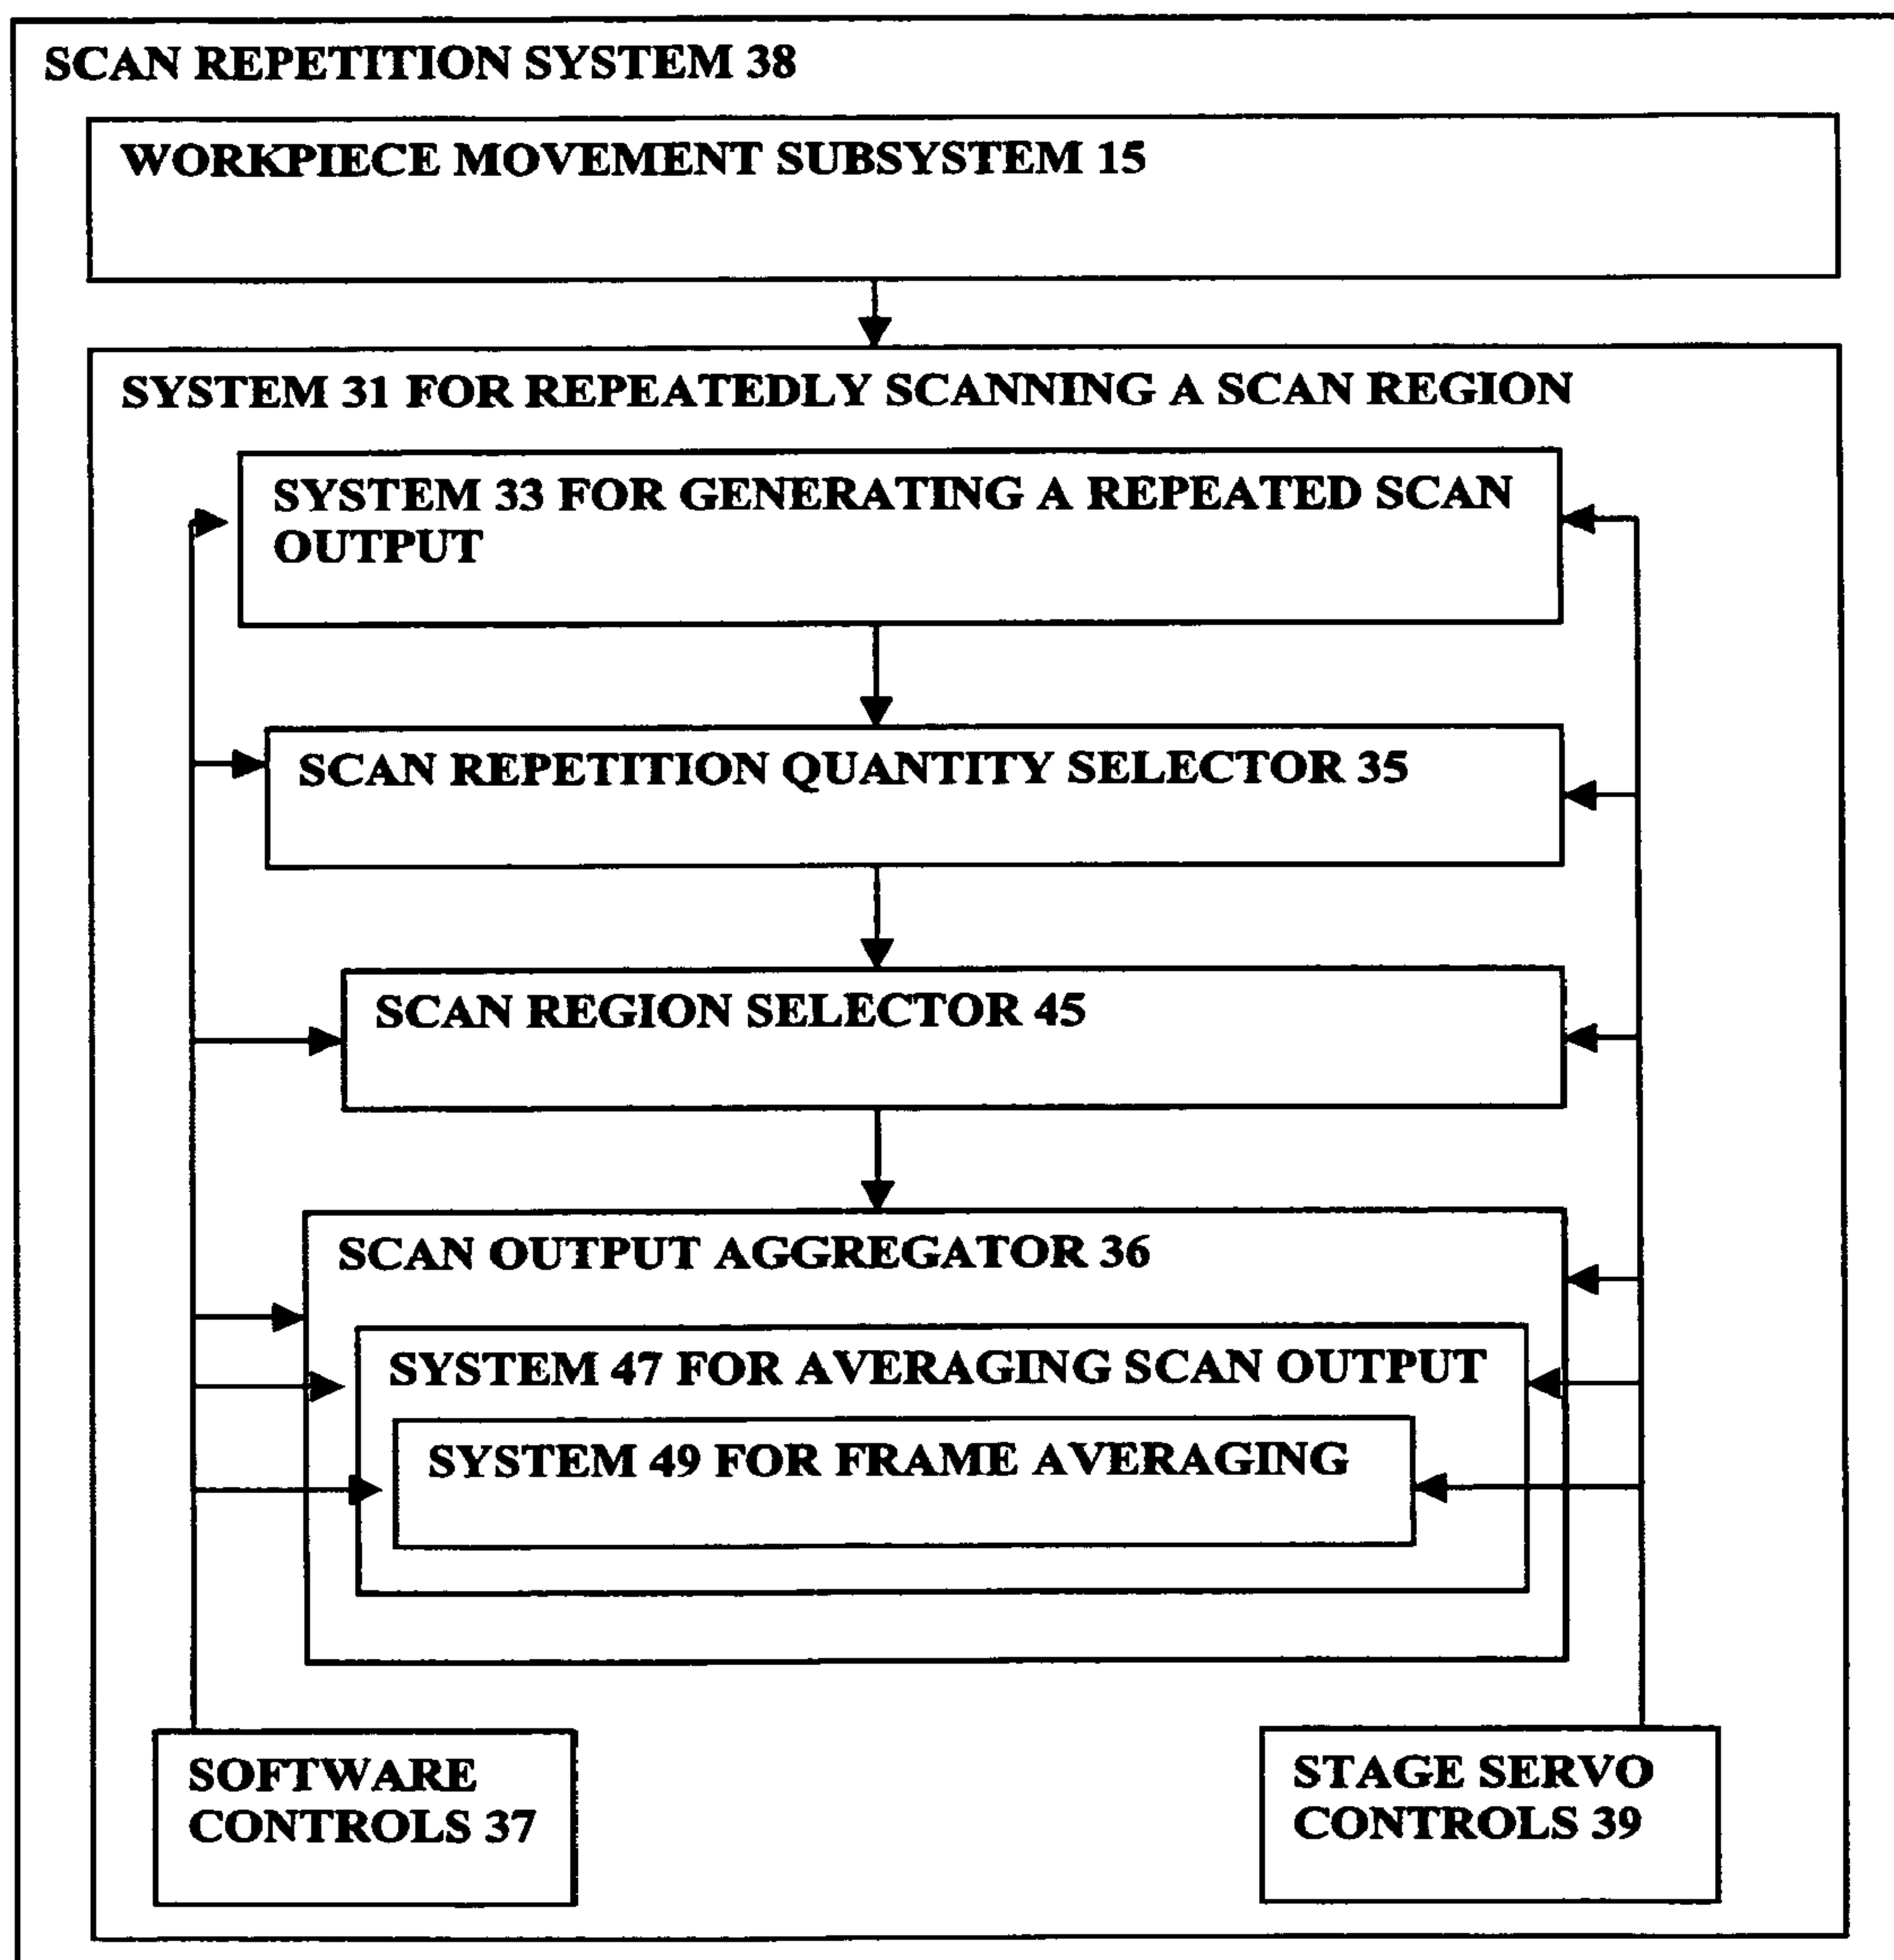 SCAN REPETITION SYSTEM 38
WORKPIECE MOVEMENT SUBSYSTEM 15
SYSTEM 31 FOR REPEATEDLY SCANNING A SCAN REGION
SYSTEM 33 FOR GENERATING A REPEATED SCAN
OUTPUT
SCAN REPETITION QUANTITY SELECTOR 35
SCAN REGION SELECTOR 45
SCAN OUTPUT AGGREGATOR 36
SYSTEM 47 FOR AVERAGING SCAN OUTPUT
SYSTEM 49 FOR FRAME AVERAGING
SOFTWARE
CONTROLS 37
STAGE SERVO
CONTROLS 39